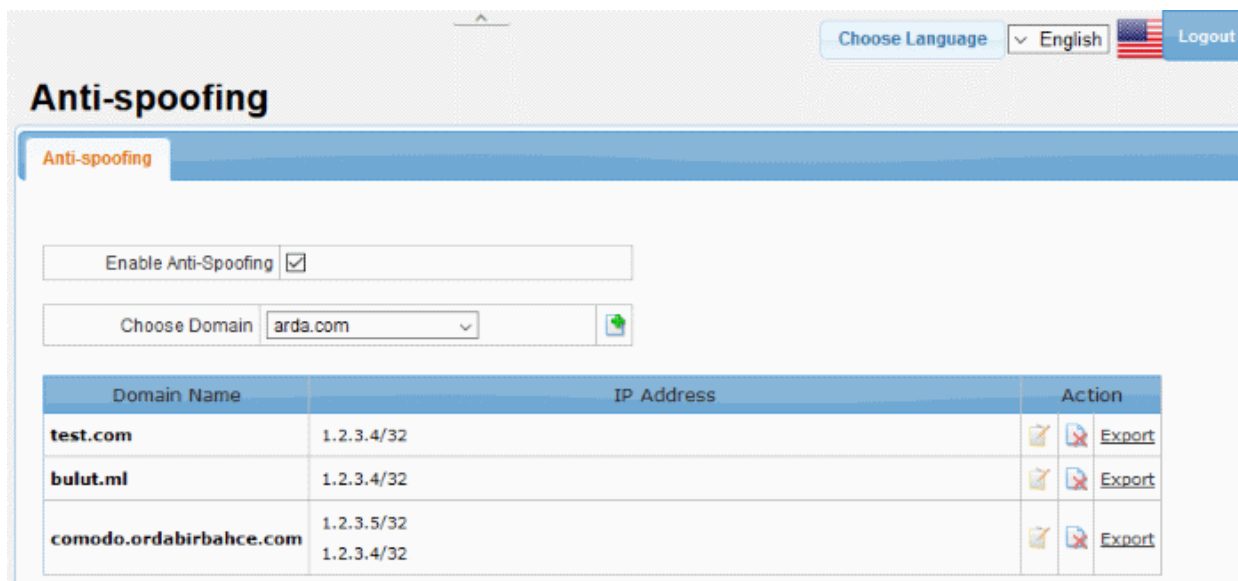 Choose Language English Logout
Anti-spoofing
Anti-spoofing
Enable Anti-Spoofing
Choose Domain arda.com
Domain Name IP Address Action
test.com 1.2.3.4/32 Export
bulut.ml 1.2.3.4/32 Export
comodo.ordabirbahce.com 1.2.3.5/32
1.2.3.4/32 Export